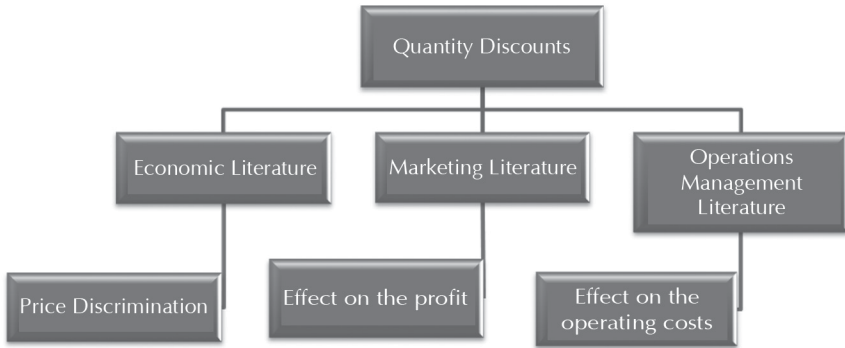 Quantity Discounts
Economic Literature
Marketing Literature
Operations
Management
Literature
Price Discrimination
Effect on the profit
Effect on the
operating costs